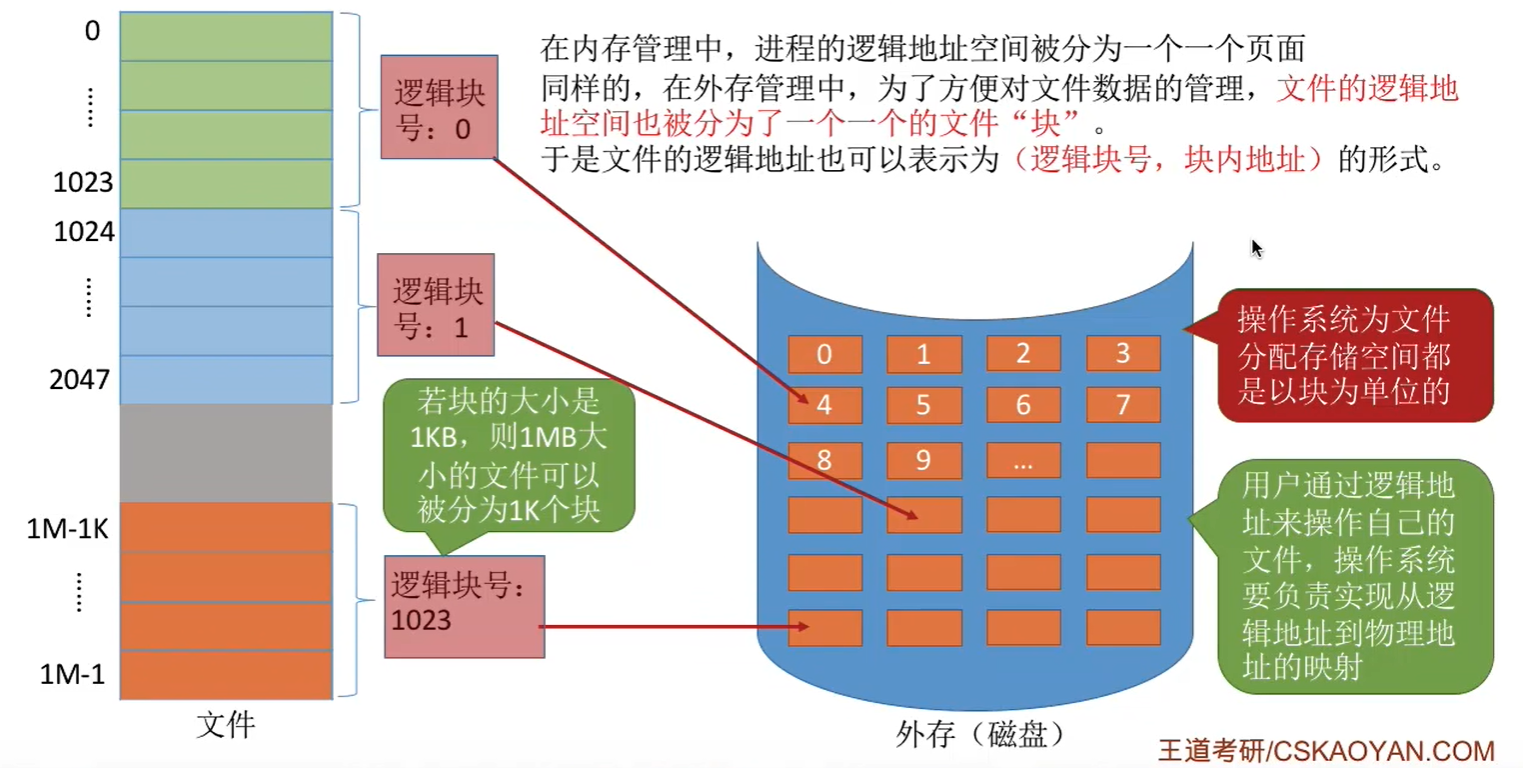 在内存管理中，进程的逻辑地址空间被分为一个一个页面
同样的，在外存管理中，为了方便对文件数据的管理，文件的逻辑地
址空间也被分为了一个一个的文件“块”。
于是文件的逻辑地址也可以表示为（逻辑块号，块内地址）的形式。
0
……
1023
1024
……
2047
1M-1K
……
1M-1
文件
逻辑块
号：0
逻辑块
号：1
若块的大小是
1KB，则1MB大
小的文件可以
被分为1K个块
逻辑块号：
1023
0 1 2 3
4 5 6 7
8 9 …
外存（磁盘）
操作系统为文件
分配存储空间都
是以块为单位的
用户通过逻辑地
址来操作自己的
文件，操作系统
要负责实现从逻
辑地址到物理地
址的映射
王道考研/CSKAOYAN.COM